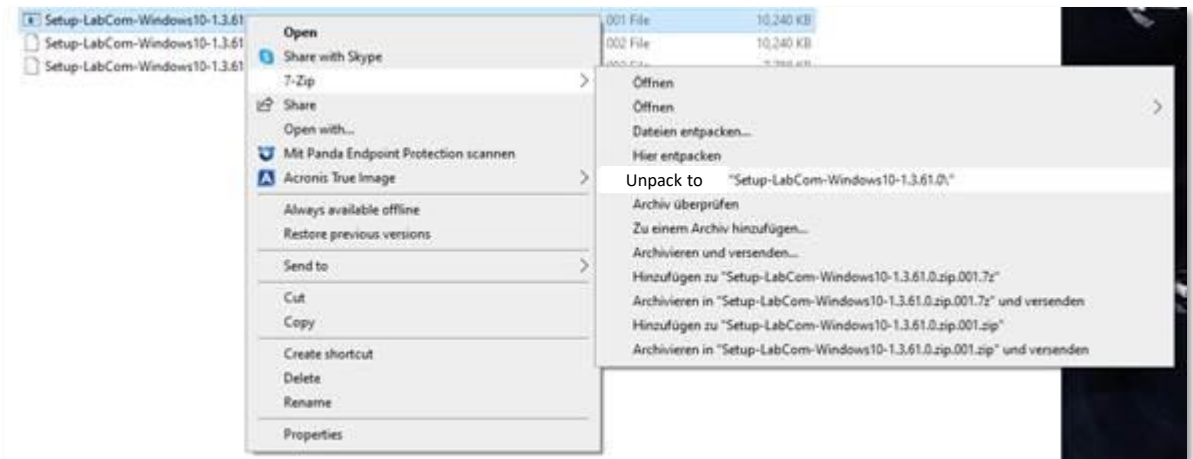 Setup-LabCom-Windows10-1.3.61 001 File 10,240 KB
Setup-LabCom-Windows10-1.3.61 002 File 10,240 KB
Setup-LabCom-Windows10-1.3.61
Open
Share with Skype
7-Zip
Share
Open with...
Mit Panda Endpoint Protection scannen
Acronis True Image
Always available offline
Restore previous versions
Send to
Cut
Copy
Create shortcut
Delete
Rename
Properties
Öffnen
Öffnen
Dateien entpacken...
Hier entpacken
Unpack to "Setup-LabCom-Windows10-1.3.61.0\"
Archiv überprüfen
Zu einem Archiv hinzufügen...
Archivieren und versenden...
Hinzufügen zu "Setup-LabCom-Windows10-1.3.61.0.zip.001.7z"
Archivieren in "Setup-LabCom-Windows10-1.3.61.0.zip.001.7z" und versenden
Hinzufügen zu "Setup-LabCom-Windows10-1.3.61.0.zip.001.zip"
Archivieren in "Setup-LabCom-Windows10-1.3.61.0.zip.001.zip" und versenden